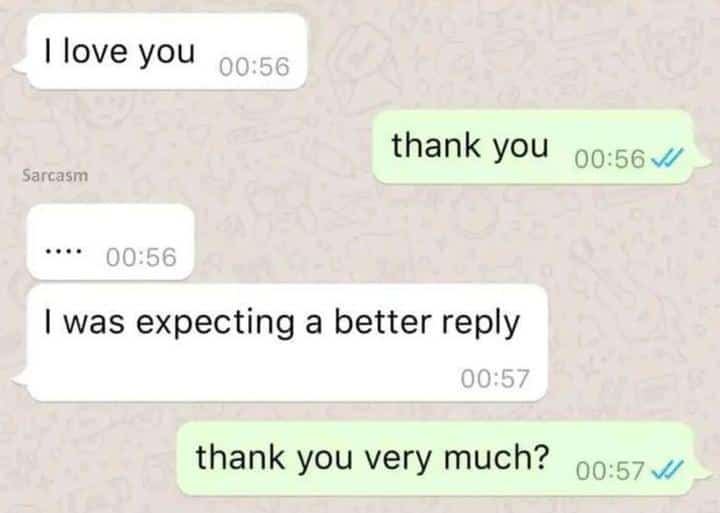 I love you 00:56
thank you 00:56
Sarcasm
.... 00:56
I was expecting a better reply
00:57
thank you very much? 00:57